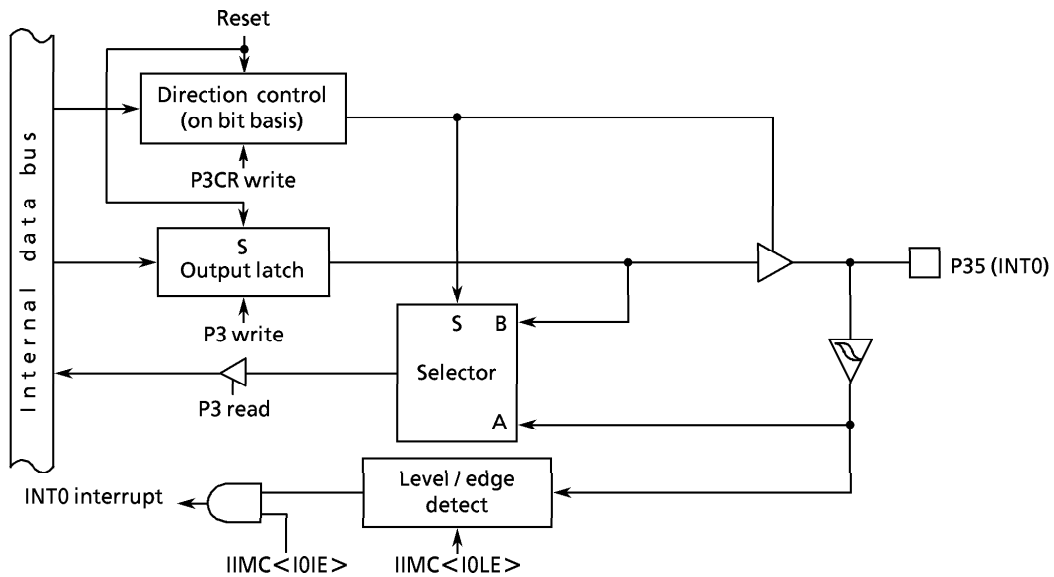 Reset
Direction control
(on bit basis)
P3CR write
S
Output latch
P3 write
Internal data bus
P35 (INT0)
S B
Selector
A
P3 read
Level / edge
detect
INT0 interrupt
IIMC<I0IE>
IIMC<I0LE>